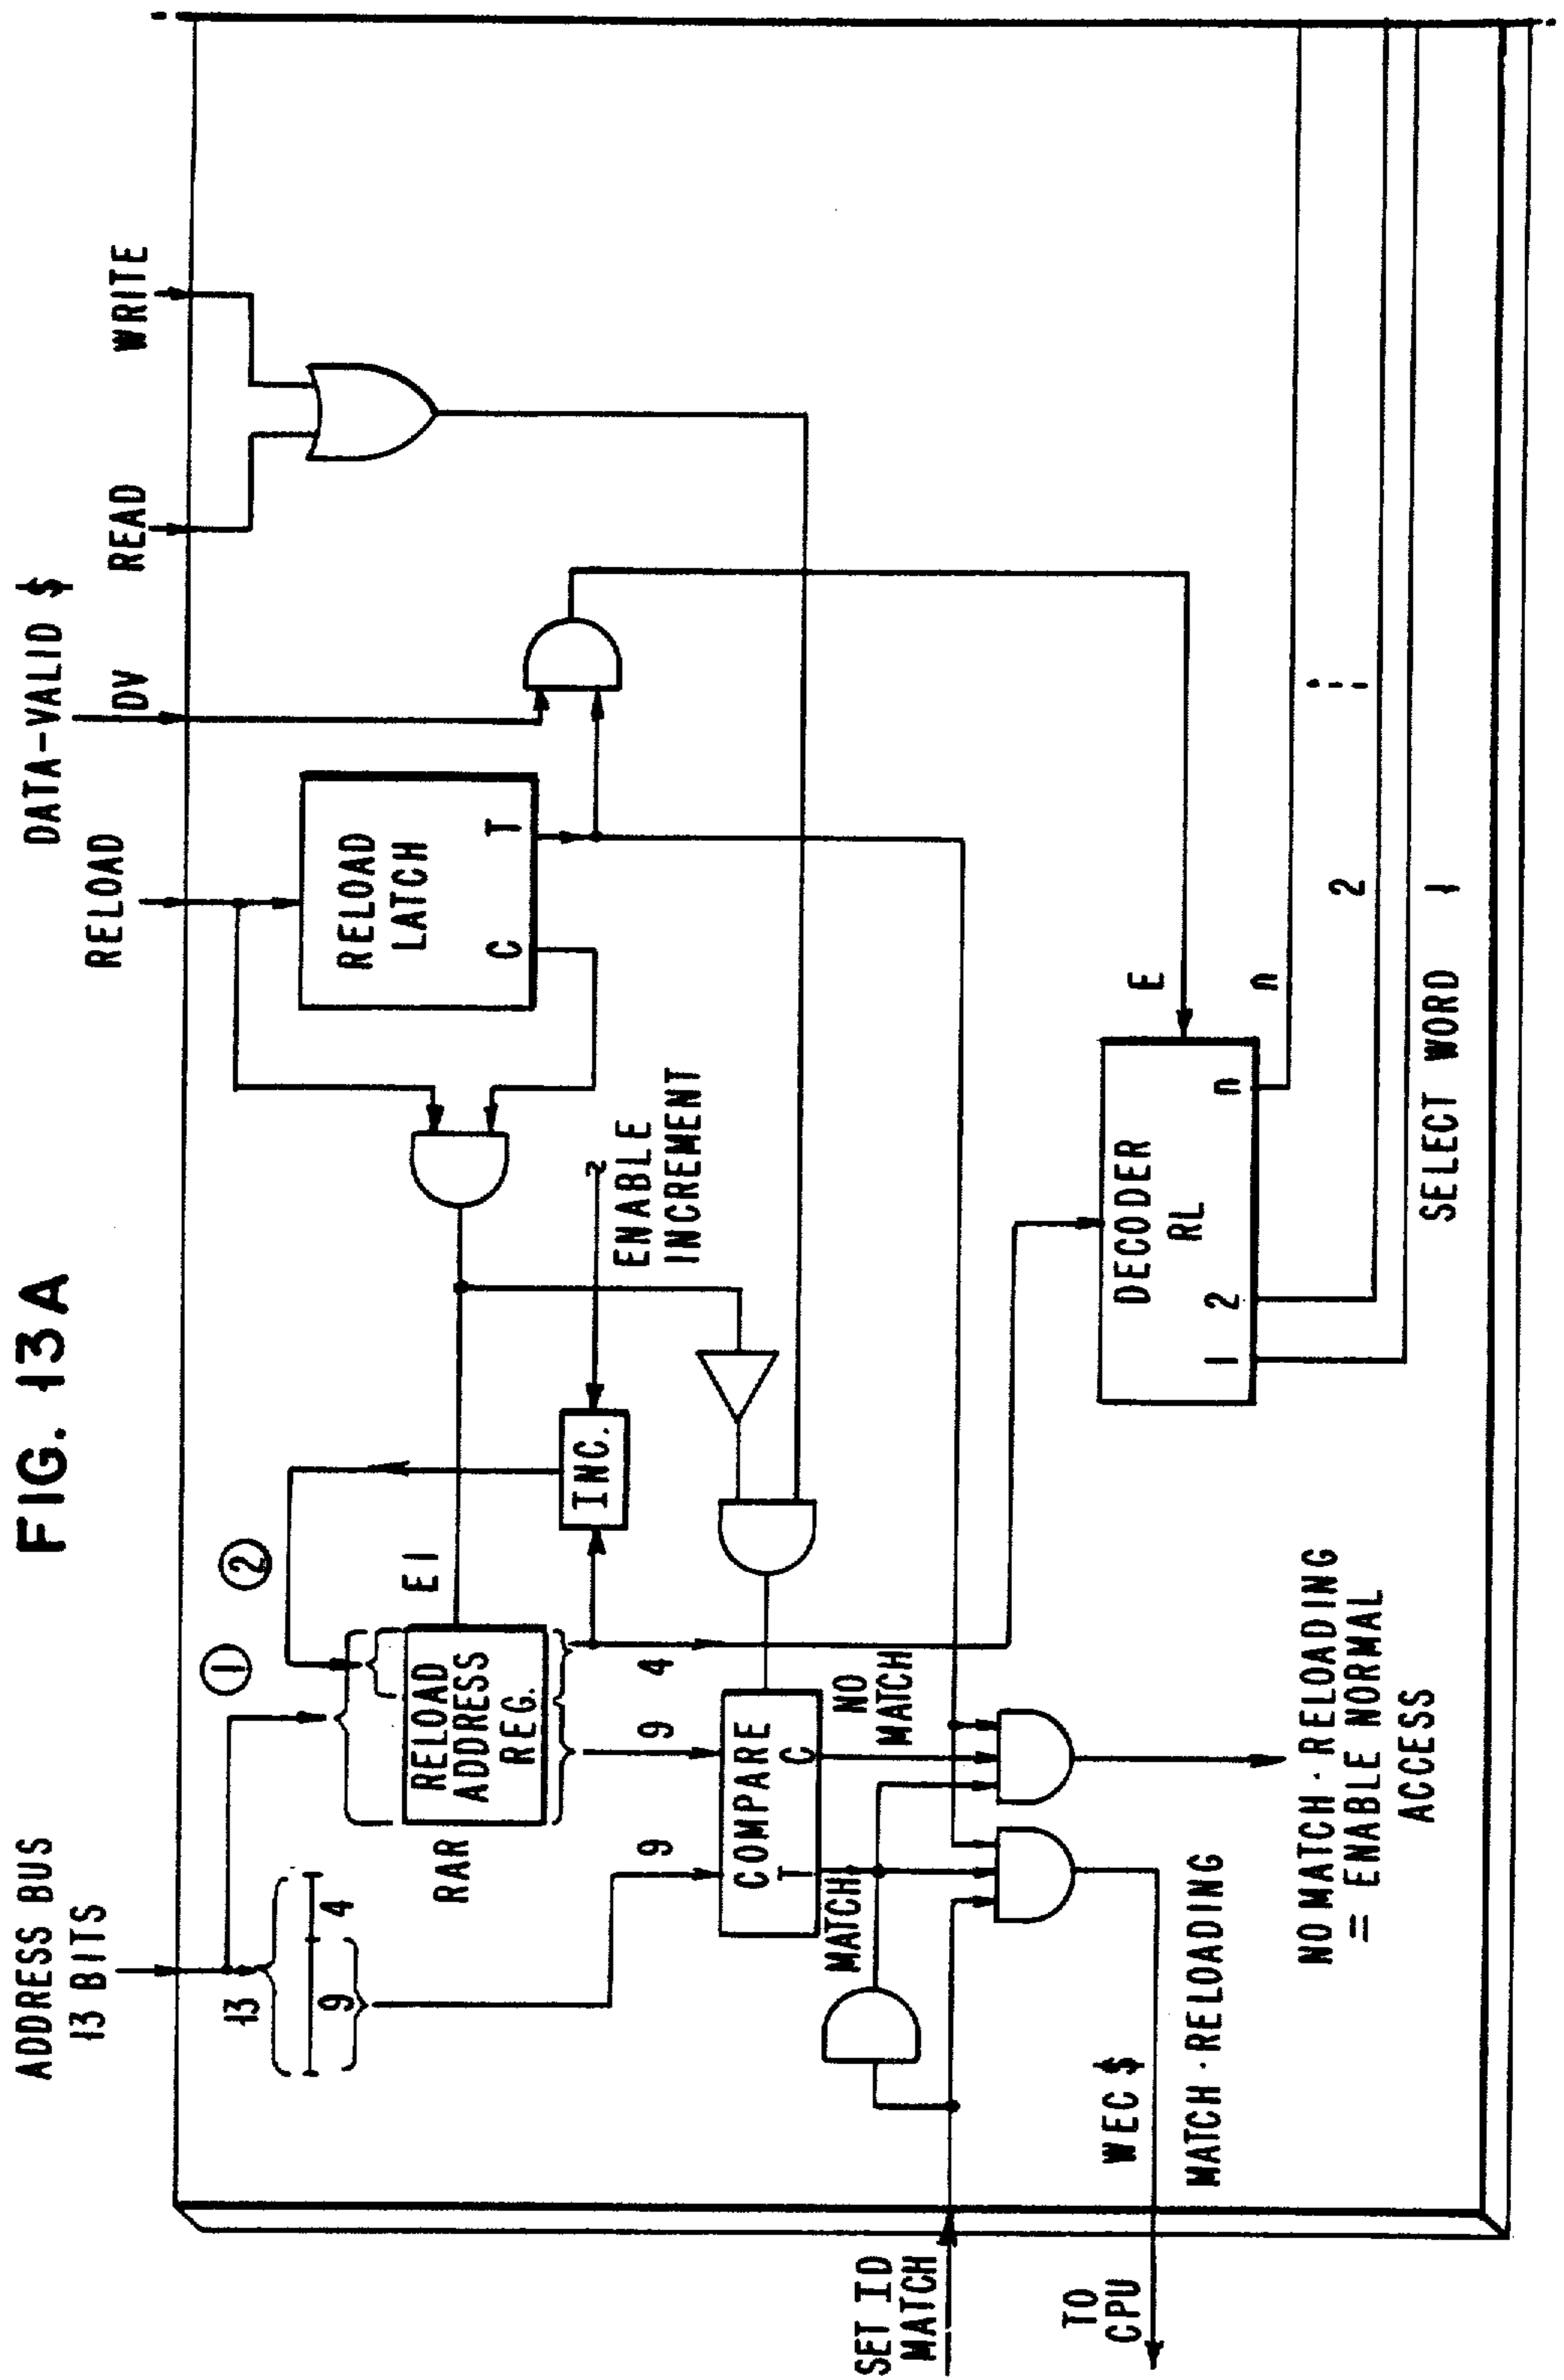 FIG. 13A
ADDRESS BUS
13 BITS
RELOAD
DATA-VALID $
DV
READ
WRITE
13
4
9
1
2
RELOAD
ADDRESS
REG.
RAR
EI
RELOAD
LATCH
C
T
INC.
ENABLE
INCREMENT
9
9
4
COMPARE
T
C
MATCH
NO
MATCH
DECODER
RL
1
2
n
E
n
2
SELECT WORD 1
SET ID
MATCH
TO
CPU
WEC $
MATCH · RELOADING
NO MATCH · RELOADING
= ENABLE NORMAL
ACCESS